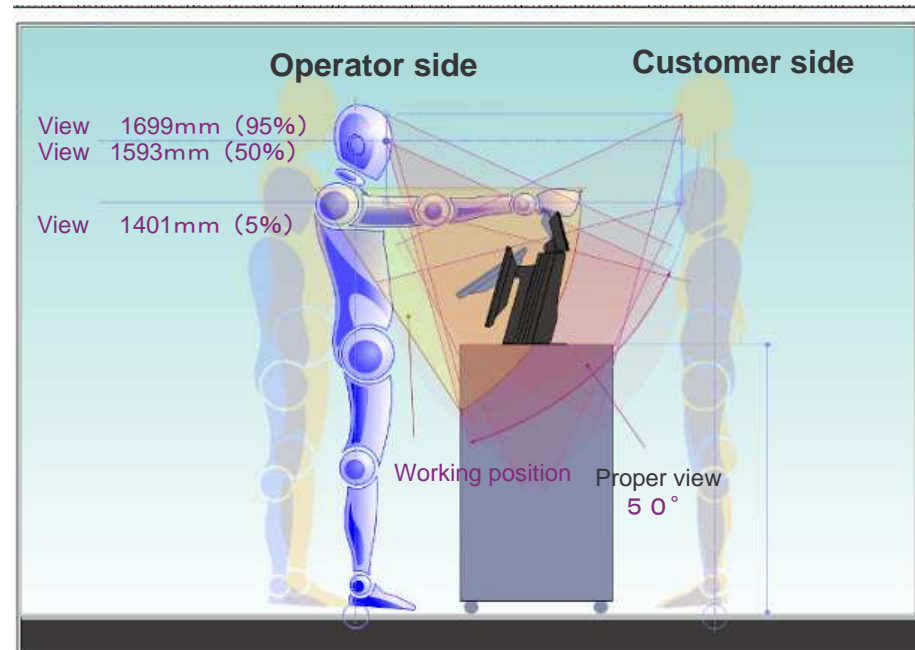 Operator side
Customer side
View 1699mm (95%)
View 1593mm (50%)
View 1401mm (5%)
Working position
Proper view
50°